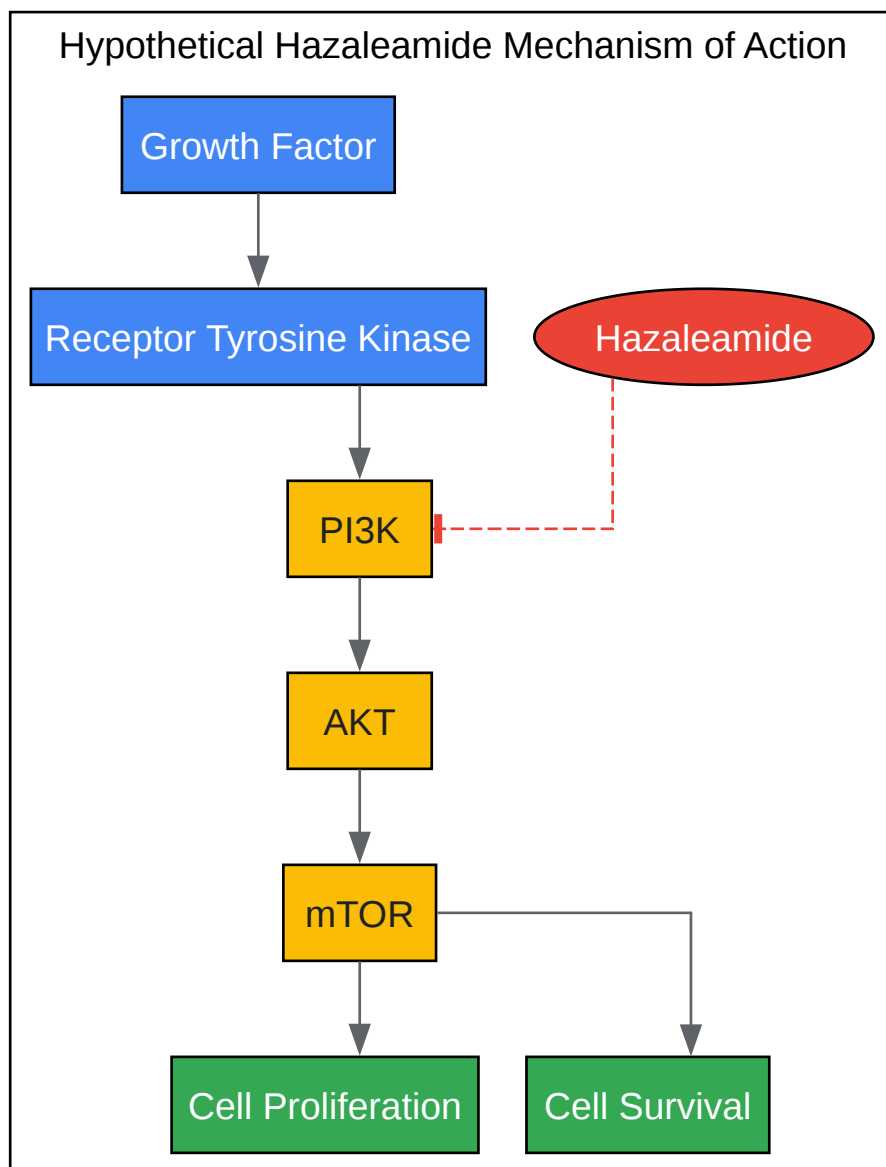 Hypothetical Hazaleamide Mechanism of Action
Growth Factor
Receptor Tyrosine Kinase
Hazaleamide
PI3K
AKT
mTOR
Cell Proliferation
Cell Survival